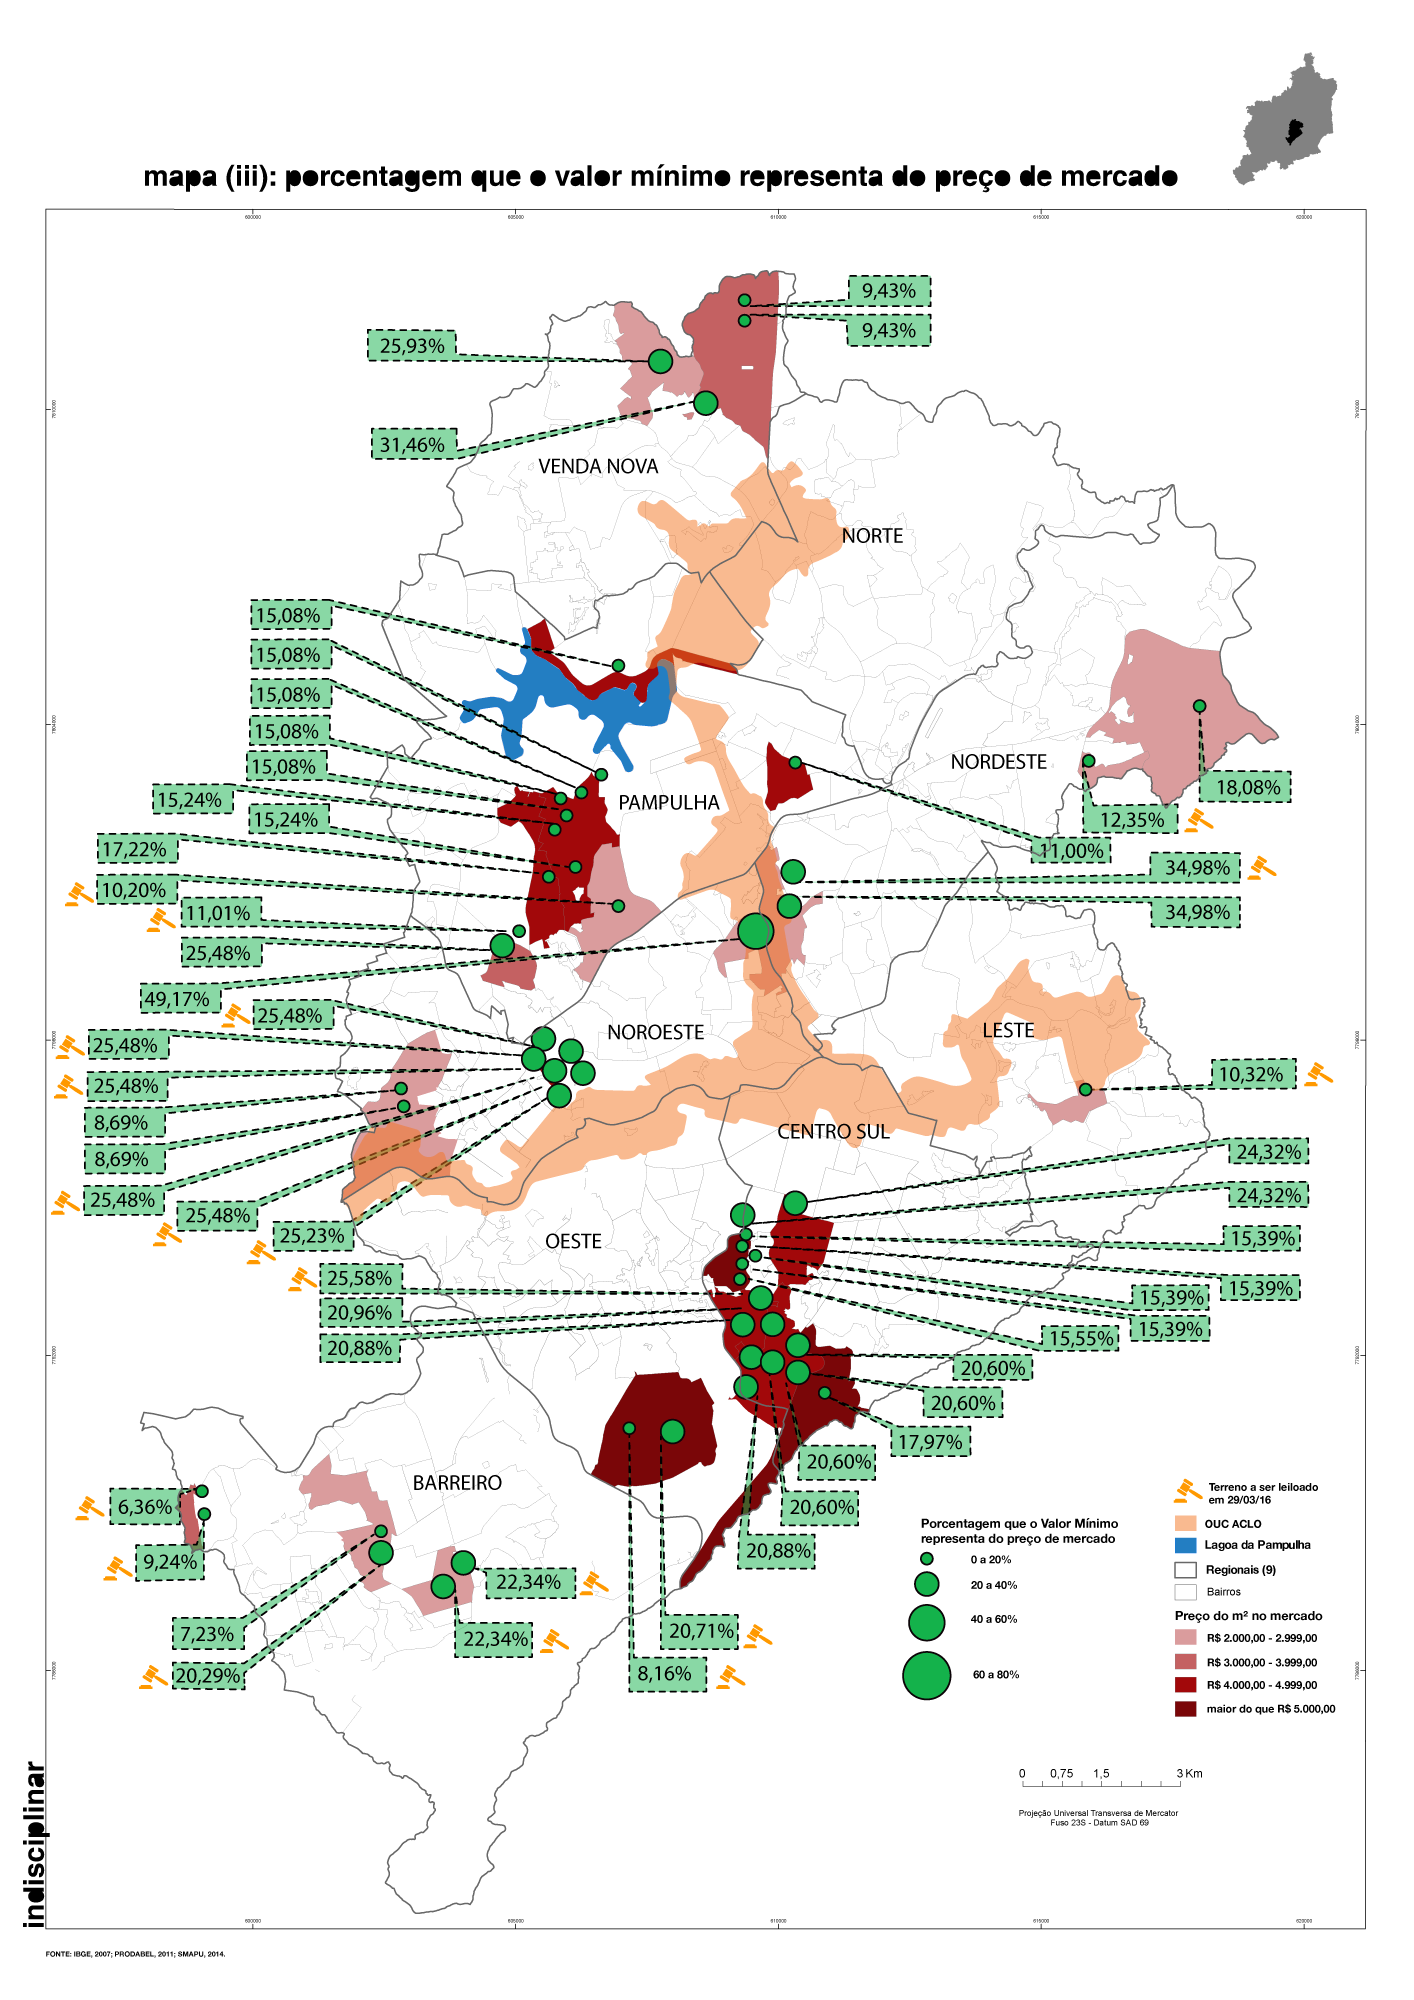 mapa (iii): porcentagem que o valor mínimo representa do preço de mercado
600000
605000
610000
615000
620000
9,43%
9,43%
25,93%
31,46%
VENDA NOVA
NORTE
15,08%
15,08%
15,08%
15,08%
15,08%
15,24%
15,24%
17,22%
10,20%
11,01%
25,48%
49,17%
PAMPULHA
NORDESTE
18,08%
12,35%
11,00%
34,98%
34,98%
25,48%
25,48%
25,48%
8,69%
8,69%
25,48%
25,48%
25,23%
NOROESTE
LESTE
10,32%
CENTRO SUL
24,32%
24,32%
15,39%
15,39%
15,39%
15,39%
15,55%
OESTE
25,58%
20,96%
20,88%
20,60%
20,60%
17,97%
20,60%
20,60%
20,88%
BARREIRO
6,36%
9,24%
7,23%
20,29%
22,34%
22,34%
20,71%
8,16%
Porcentagem que o Valor Mínimo
representa do preço de mercado
0 a 20%
20 a 40%
40 a 60%
60 a 80%
Terreno a ser leiloado
em 29/03/16
OUC ACLO
Lagoa da Pampulha
Regionais (9)
Bairros
Preço do m² no mercado
R$ 2.000,00 - 2.999,00
R$ 3.000,00 - 3.999,00
R$ 4.000,00 - 4.999,00
maior do que R$ 5.000,00
0 0,75 1,5 3 Km
Projeção Universal Transversa de Mercator
Fuso 23S - Datum SAD 69
600000
605000
610000
615000
620000
indisciplinar
FONTE: IBGE, 2007; PRODABEL, 2011; SMAPU, 2014.